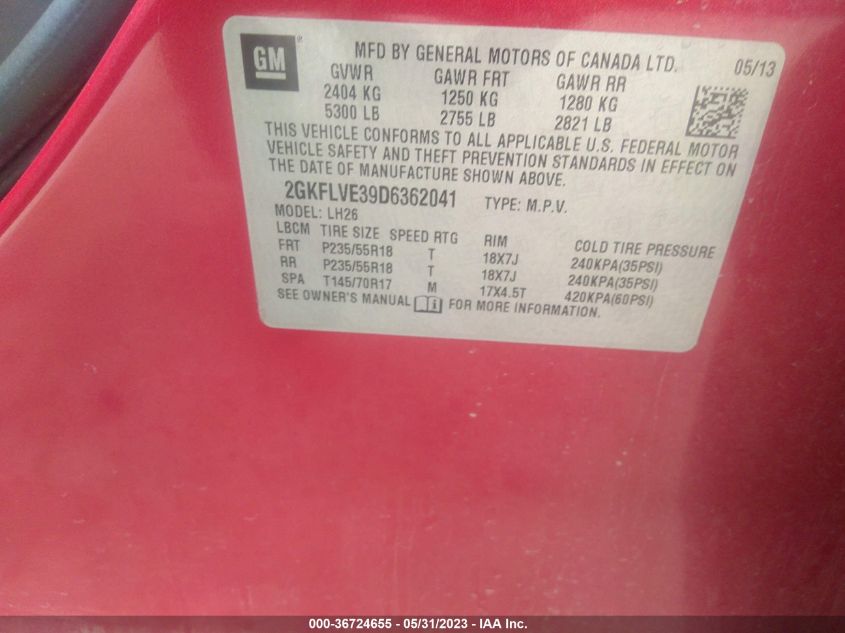 GM ®
MFD BY GENERAL MOTORS OF CANADA LTD. 05/13
GVWR GAWR FRT GAWR RR
2404 KG 1250 KG 1280 KG
5300 LB 2755 LB 2821 LB
THIS VEHICLE CONFORMS TO ALL APPLICABLE U.S. FEDERAL MOTOR
VEHICLE SAFETY AND THEFT PREVENTION STANDARDS IN EFFECT ON
THE DATE OF MANUFACTURE SHOWN ABOVE.
2GKFLVE39D6362041 TYPE: M.P.V.
MODEL: LH26
LBCM TIRE SIZE SPEED RTG RIM COLD TIRE PRESSURE
FRT P235/55R18 T 18X7J 240KPA(35PSI)
RR P235/55R18 T 18X7J 240KPA(35PSI)
SPA T145/70R17 M 17X4.5T 420KPA(60PSI)
SEE OWNER'S MANUAL FOR MORE INFORMATION.
000-36724655 - 05/31/2023 - IAA Inc.